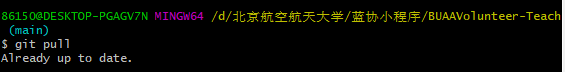 86150@DESKTOP-PGAGV7N MINGW64 /d/北京航空航天大学/蓝协小程序/BUAAVolunteer-Teach
(main)
$ git pull
Already up to date.